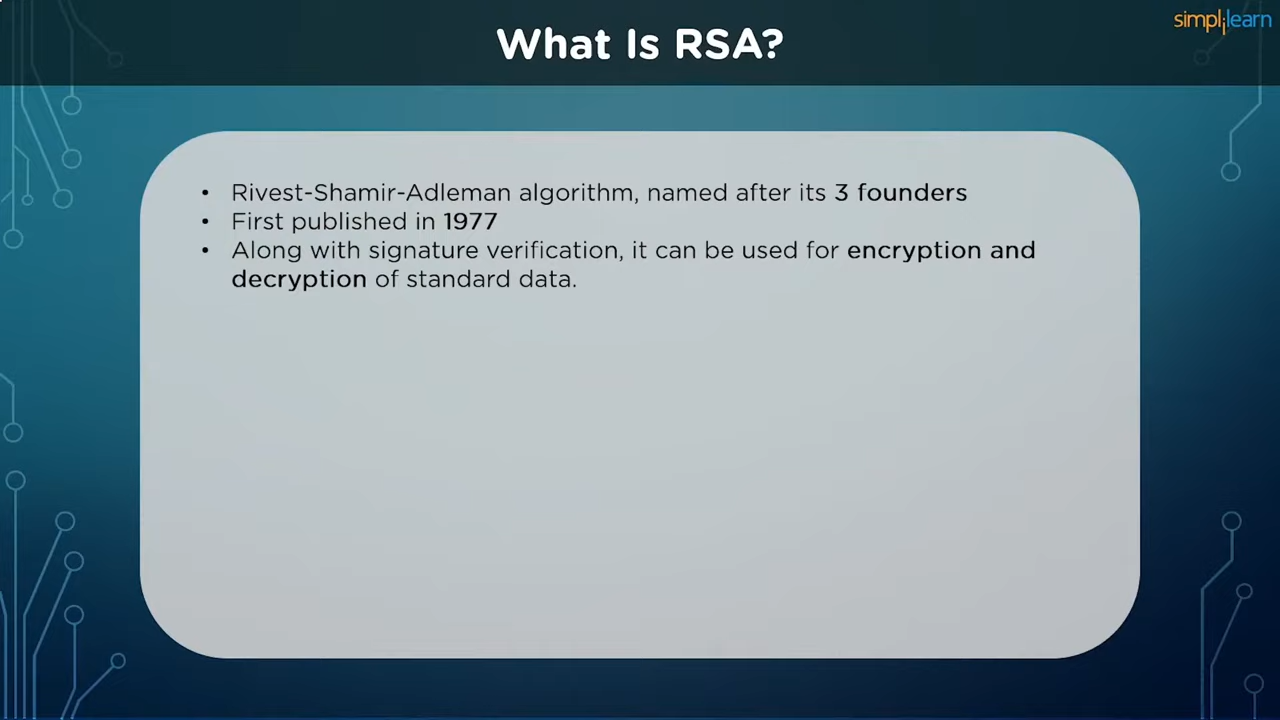 What Is RSA?
simplilearn
• Rivest-Shamir-Adleman algorithm, named after its 3 founders
• First published in 1977
• Along with signature verification, it can be used for encryption and
decryption of standard data.